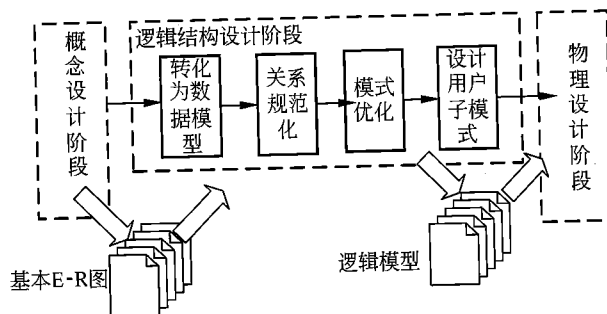 概念设计阶段
逻辑结构设计阶段
转化
为数
据模
型
关系
规范
化
模式
优化
设计
用户
子模
式
物理设计阶段
基本E-R图
逻辑模型